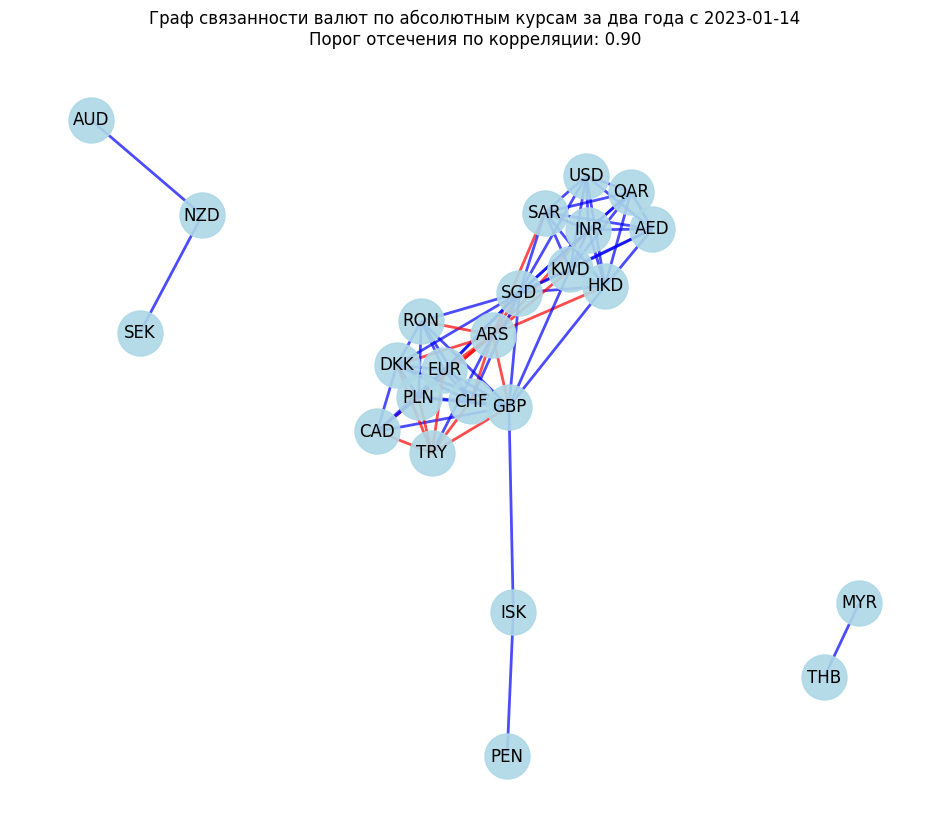 Граф связанности валют по абсолютным курсам за два года с 2023-01-14
Порог отсечения по корреляции: 0.90
AUD
USD
QAR
NZD
SAR
INR
AED
KWD
HKD
SGD
RON
ARS
SEK
DKK
EUR
PLN
CHF
GBP
CAD
TRY
ISK
MYR
THB
PEN